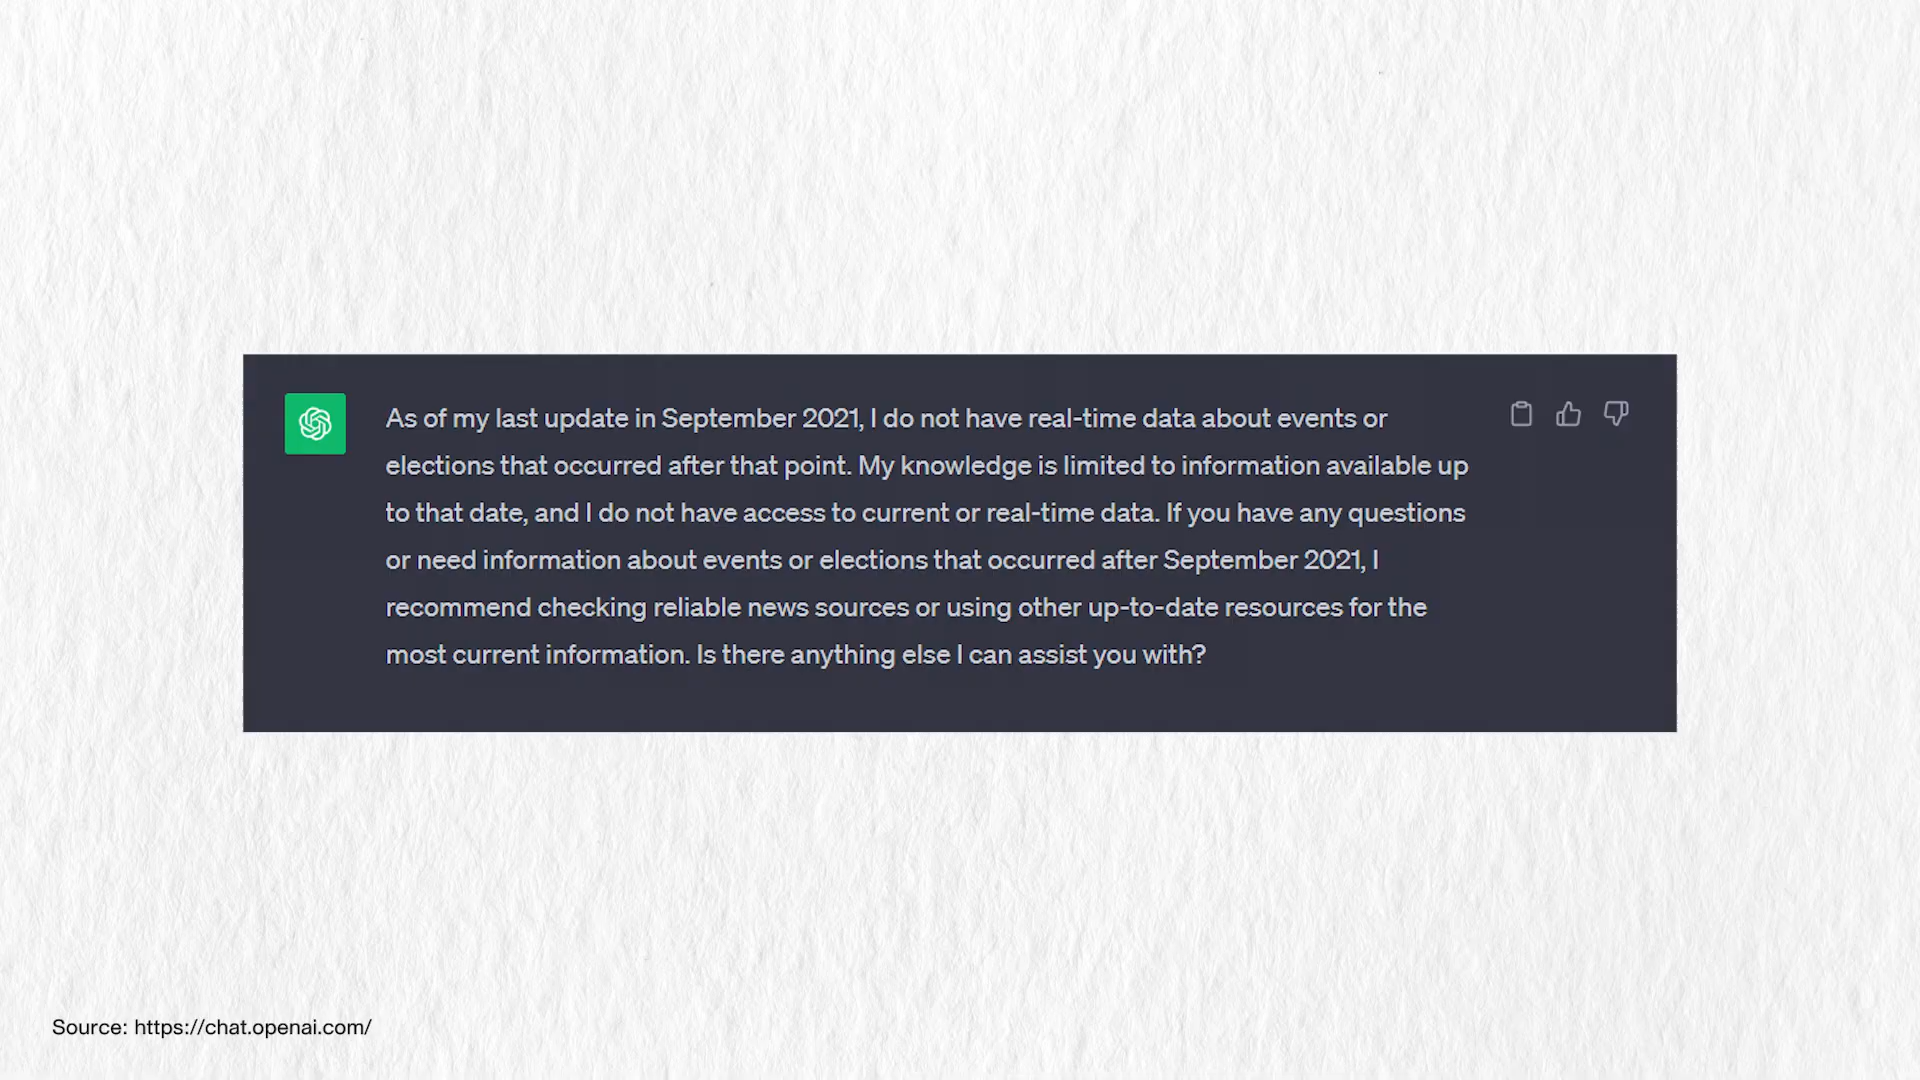 As of my last update in September 2021, I do not have real-time data about events or
elections that occurred after that point. My knowledge is limited to information available up
to that date, and I do not have access to current or real-time data. If you have any questions
or need information about events or elections that occurred after September 2021, I
recommend checking reliable news sources or using other up-to-date resources for the
most current information. Is there anything else I can assist you with?
Source: https://chat.openai.com/